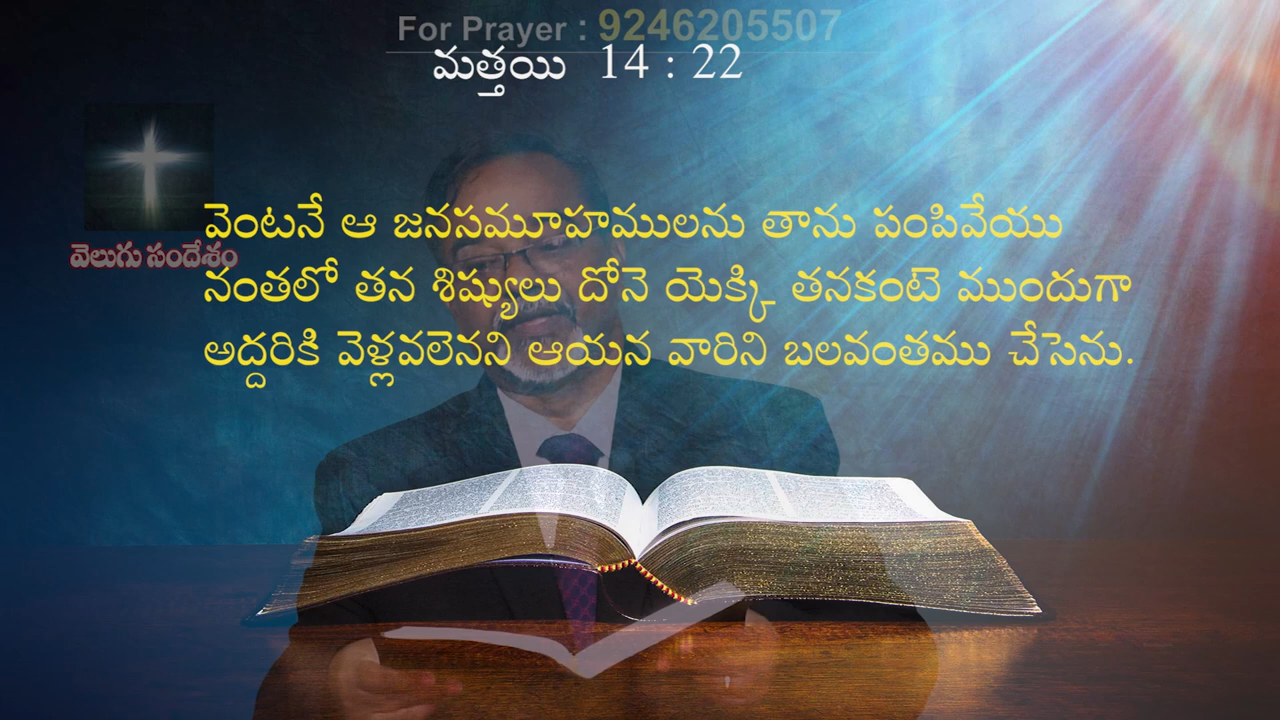 For Prayer : 9246205507
మత్తయి 14 : 22
వెలుగు సందేశం
వెంటనే ఆ జనసమూహములను తాను పంపివేయు
నంతలో తన శిష్యులు దోనె యెక్కి తనకంటె ముందుగా
అద్దరికి వెళ్లవలెనని ఆయన వారిని బలవంతము చేసెను.